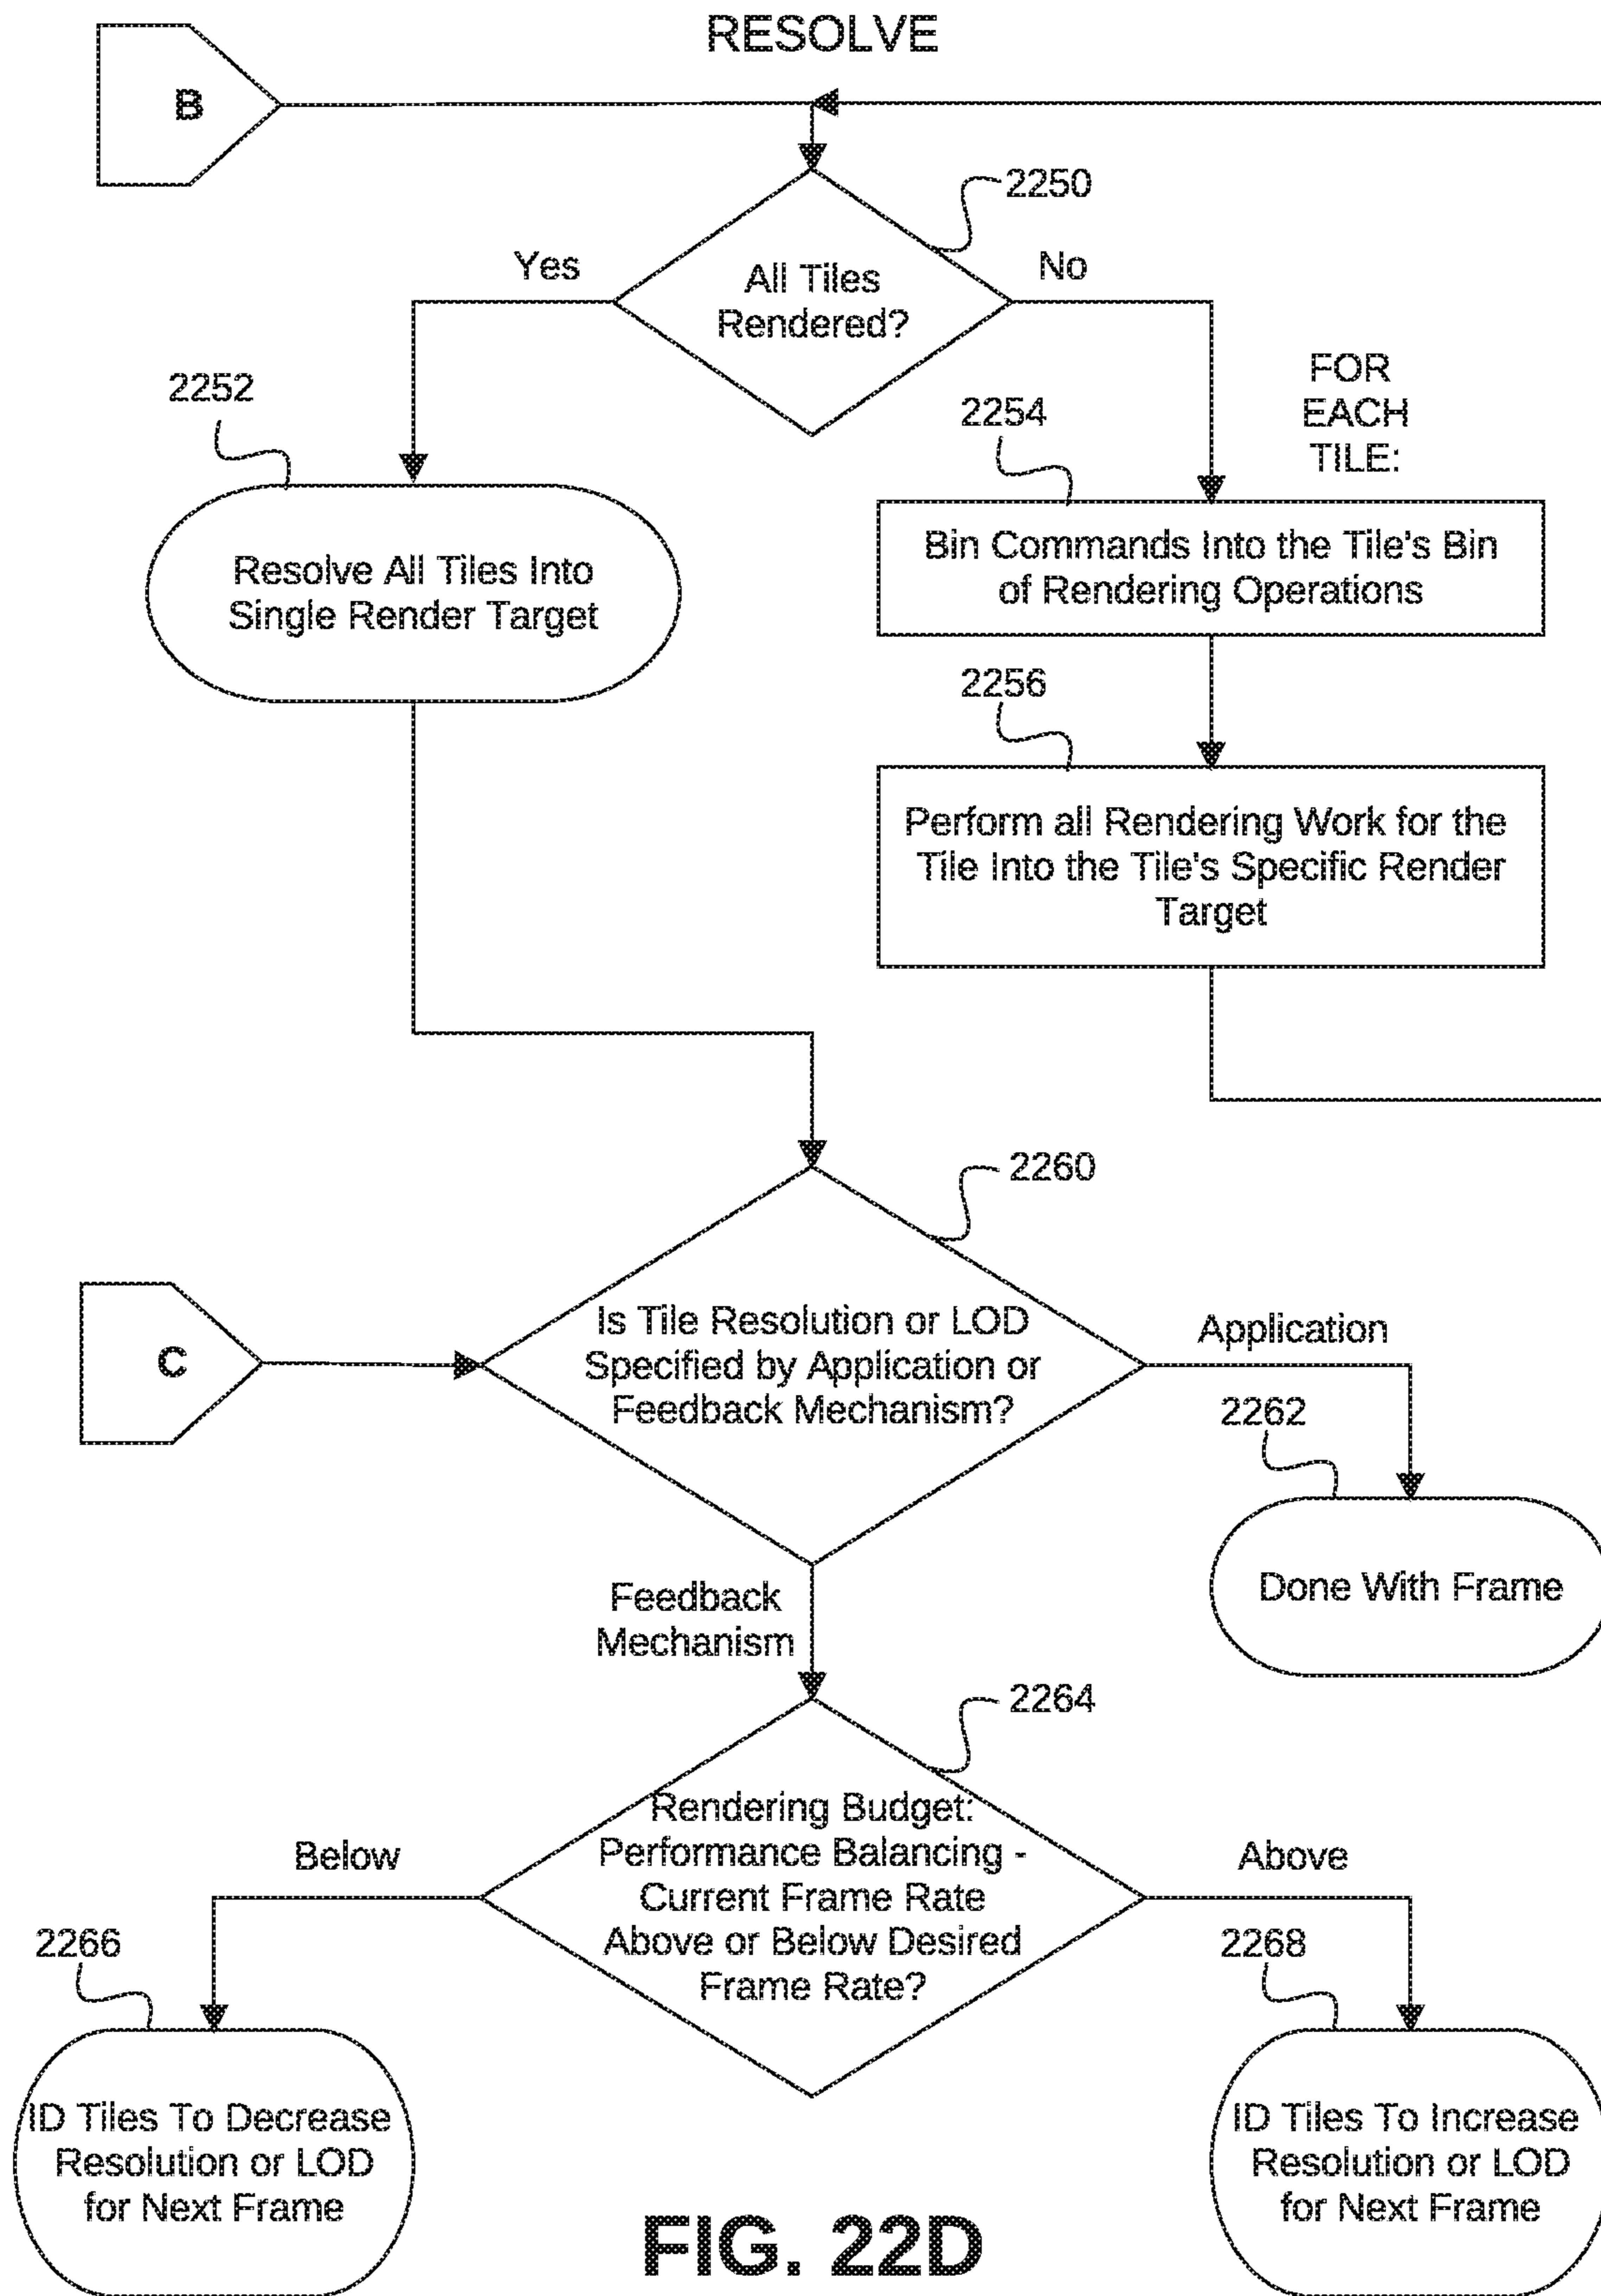 RESOLVE
B
2250
Yes
No
All Tiles
Rendered?
FOR
EACH
TILE:
2252
2254
Resolve All Tiles Into
Single Render Target
Bin Commands Into the Tile's Bin
of Rendering Operations
2256
Perform all Rendering Work for the
Tile Into the Tile's Specific Render
Target
2260
C
Is Tile Resolution or LOD
Specified by Application or
Feedback Mechanism?
Application
2262
Done With Frame
Feedback
Mechanism
2264
Rendering Budget:
Performance Balancing -
Current Frame Rate
Above or Below Desired
Frame Rate?
Below
Above
2266
2268
ID Tiles To Decrease
Resolution or LOD
for Next Frame
ID Tiles To Increase
Resolution or LOD
for Next Frame
FIG. 22D